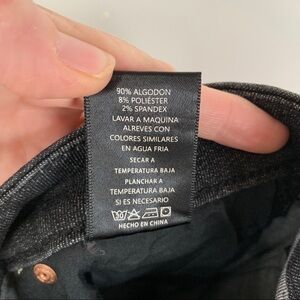 90% ALGODON
8% POLIÉSTER
2% SPANDEX
LAVAR A MAQUINA
ALREVES CON
COLORES SIMILARES
EN AGUA FRIA
SECAR A
TEMPERATURA BAJA
PLANCHAR A
TEMPERATURA BAJA
SI ES NECESARIO
HECHO EN CHINA